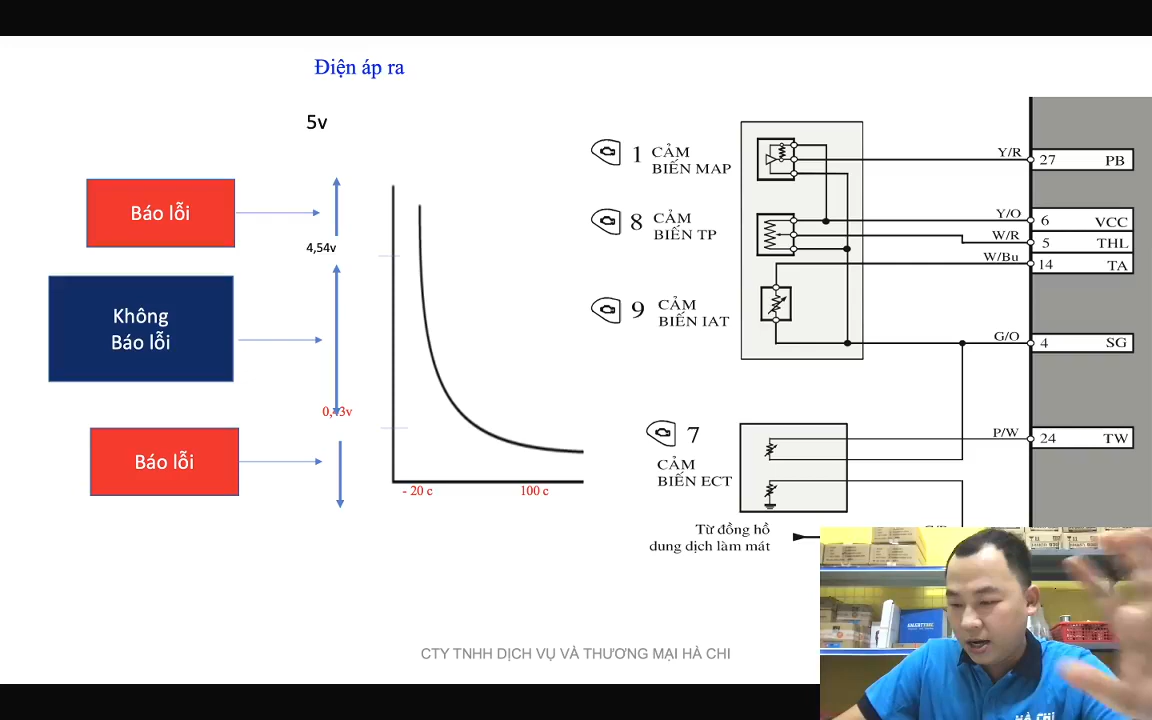 Điện áp ra
5v
Báo lỗi
4,54v
Không
Báo lỗi
Báo lỗi
- 20 c
100 c
1 CẢM
BIẾN MAP
8 CẢM
BIẾN TP
9 CẢM
BIẾN IAT
7
CẢM
BIẾN ECT
Từ đồng hồ
dung dịch làm mát
Y/R 27 PB
Y/O 6 VCC
W/R 5 THL
W/Bu 14 TA
G/O 4 SG
P/W 24 TW
CTY TNHH DỊCH VỤ VÀ THƯƠNG MẠI HÀ CHI
HÀ CHI